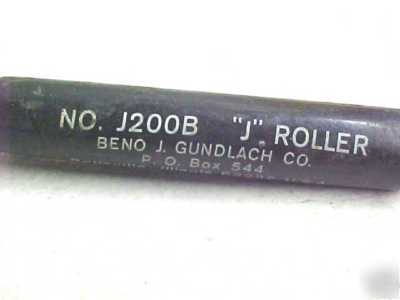 NO. J200B "J" ROLLER
BENO J. GUNDLACH CO.
P. O. Box 544